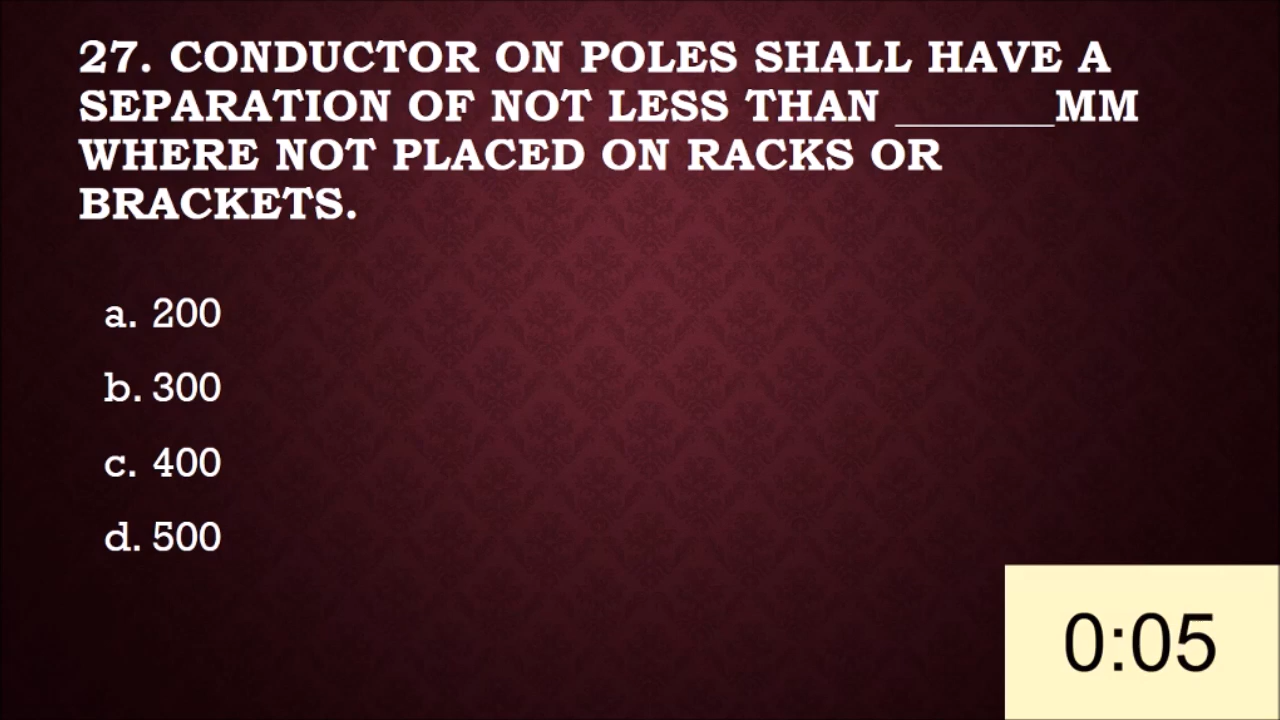 27. CONDUCTOR ON POLES SHALL HAVE A
SEPARATION OF NOT LESS THAN _______MM
WHERE NOT PLACED ON RACKS OR
BRACKETS.
a. 200
b. 300
c. 400
d. 500
0:05